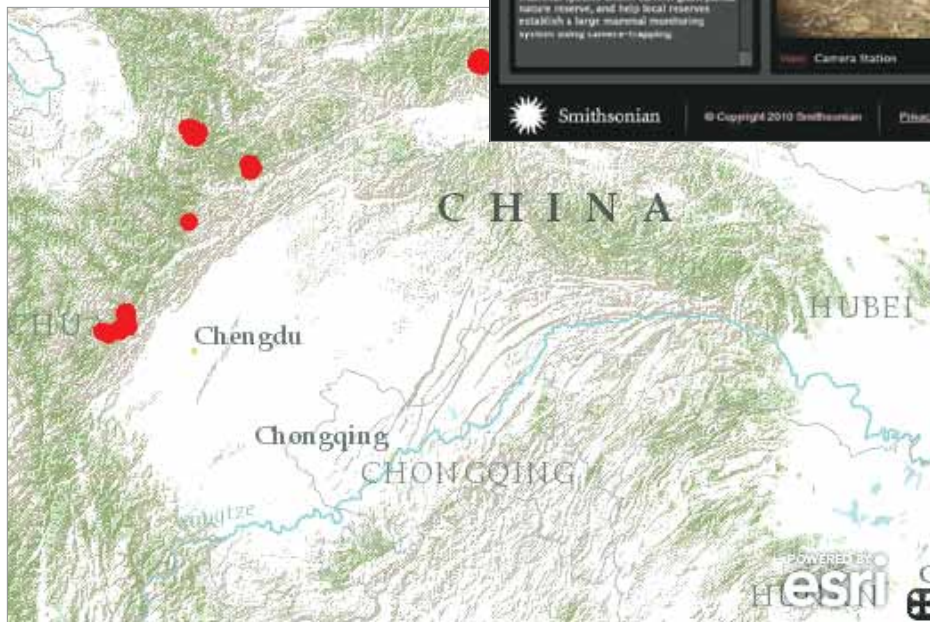 nature reserve, and help local reserves
establish a large mammal monitoring
system using camera-trapping.
Camera Station
Smithsonian
© Copyright 2010 Smithsonian
CHINA
HUBEI
Chengdu
Chongqing
CHONGQING
POWERED BY
esri